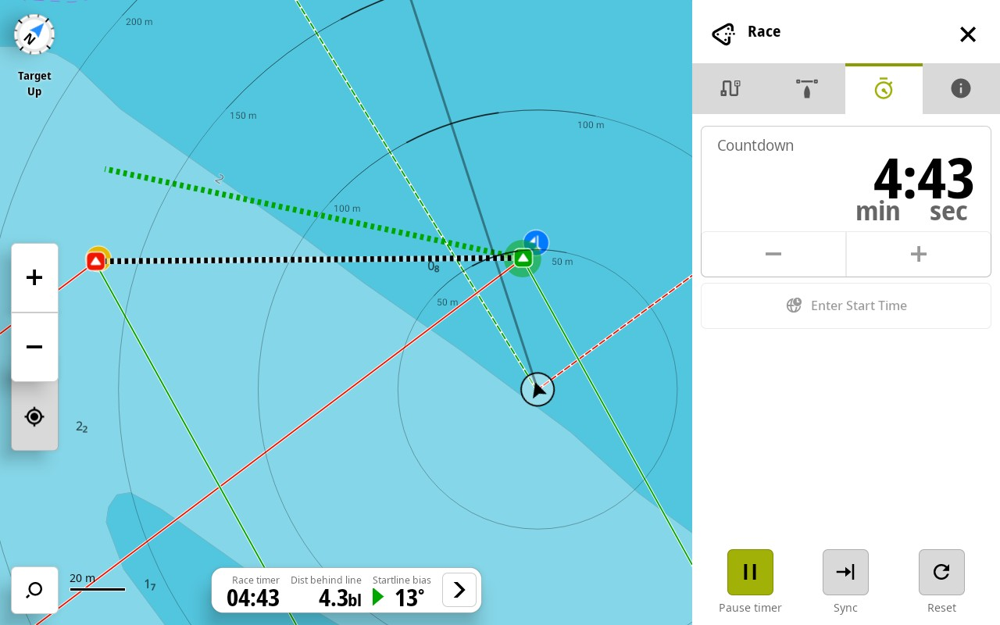 200 m
N
Target
Up
150 m
100 m
2
100 m
50 m
0₈
50 m
2₂
1₇
20 m
Race timer
04:43
Dist behind line
4.3bl
Startline bias
13°
Race
Countdown
4:43
min sec
Enter Start Time
Pause timer
Sync
Reset